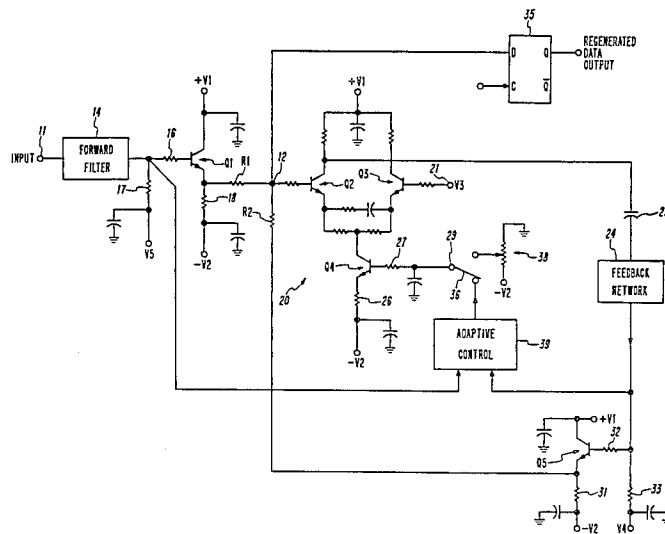 35
D Q
C Q̅
REGENERATED
DATA
OUTPUT
+V1
+V1
14
11
INPUT
FORWARD
FILTER
16
Q1
R1
12
17
18
R2
Q2
Q3
21
V3
V5
-V2
27
29
38
Q4
36
-V2
20
26
24
FEEDBACK
NETWORK
-V2
ADAPTIVE
CONTROL
39
+V1
Q5
32
31
33
-V2
V4